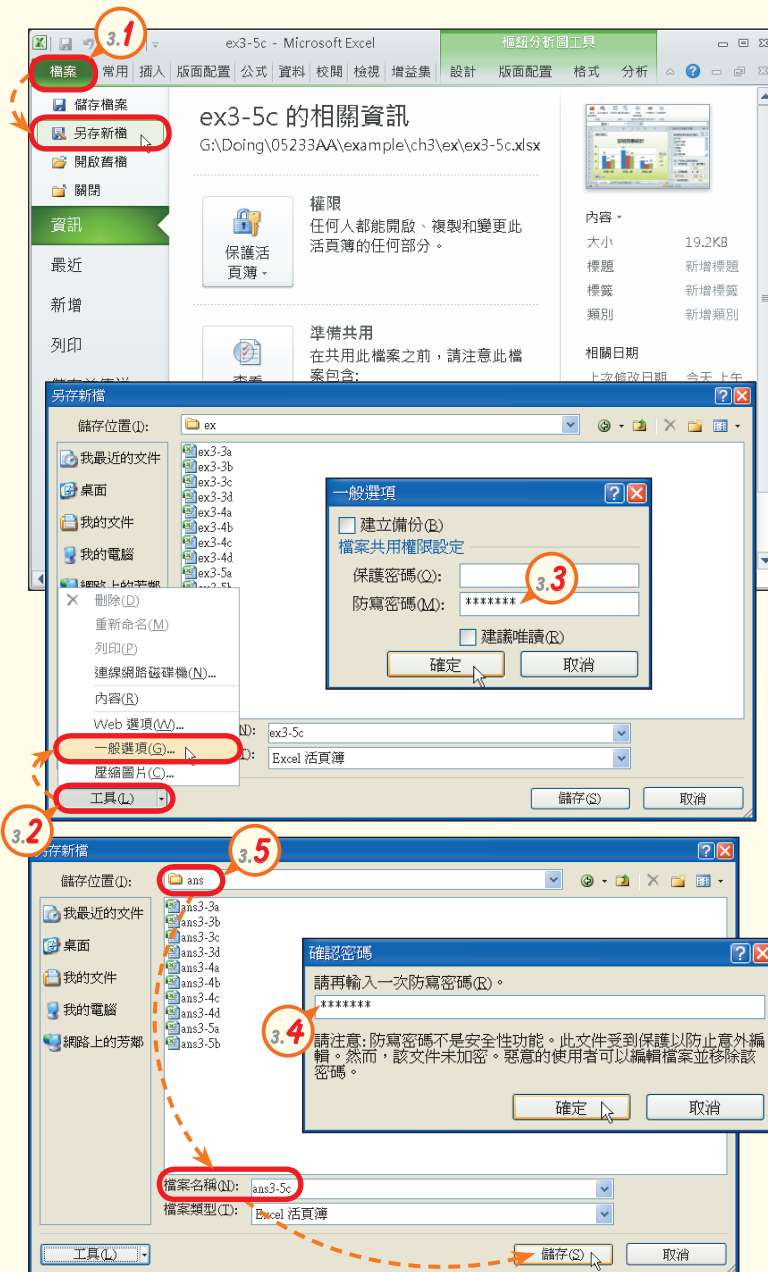 3.1
ex3-5c - Microsoft Excel
樞紐分析圖工具
檔案 常用 插入 版面配置 公式 資料 校閱 檢視 增益集 設計 版面配置 格式 分析
儲存檔案
另存新檔
開啟舊檔
關閉
資訊
最近
新增
列印
ex3-5c 的相關資訊
G:\Doing\05233AA\example\ch3\ex\ex3-5c.xlsx
保護活
頁簿
權限
任何人都能開啟、複製和變更此
活頁簿的任何部分。
準備共用
在共用此檔案之前，請注意此檔
案包含:
內容
大小 19.2KB
標題 新增標題
標籤 新增標籤
類別 新增類別
相關日期
上次修改日期 今天 上午
另存新檔
儲存位置(I): ex
我最近的文件
桌面
我的文件
我的電腦
網路上的芳鄰
ex3-3a
ex3-3b
ex3-3c
ex3-3d
ex3-4a
ex3-4b
ex3-4c
ex3-4d
ex3-5a
ex3-5b
一般選項
建立備份(B)
檔案共用權限設定
保護密碼(O):
防寫密碼(M): *******
3.3
建議唯讀(R)
確定 取消
刪除(D)
重新命名(M)
列印(P)
連線網路磁碟機(N)...
內容(R)
Web 選項(W)...
一般選項(G)...
壓縮圖片(C)...
工具(L)
3.2
N): ex3-5c
T): Excel 活頁簿
儲存(S) 取消
另存新檔
3.5
儲存位置(I): ans
我最近的文件
桌面
我的文件
我的電腦
網路上的芳鄰
ans3-3a
ans3-3b
ans3-3c
ans3-3d
ans3-4a
ans3-4b
ans3-4c
ans3-4d
ans3-5a
ans3-5b
確認密碼
請再輸入一次防寫密碼(R)。
*******
3.4
請注意: 防寫密碼不是安全性功能。此文件受到保護以防止意外編
輯。然而，該文件未加密。惡意的使用者可以編輯檔案並移除該
密碼。
確定 取消
檔案名稱(N): ans3-5c
檔案類型(T): Excel 活頁簿
工具(L) 儲存(S) 取消